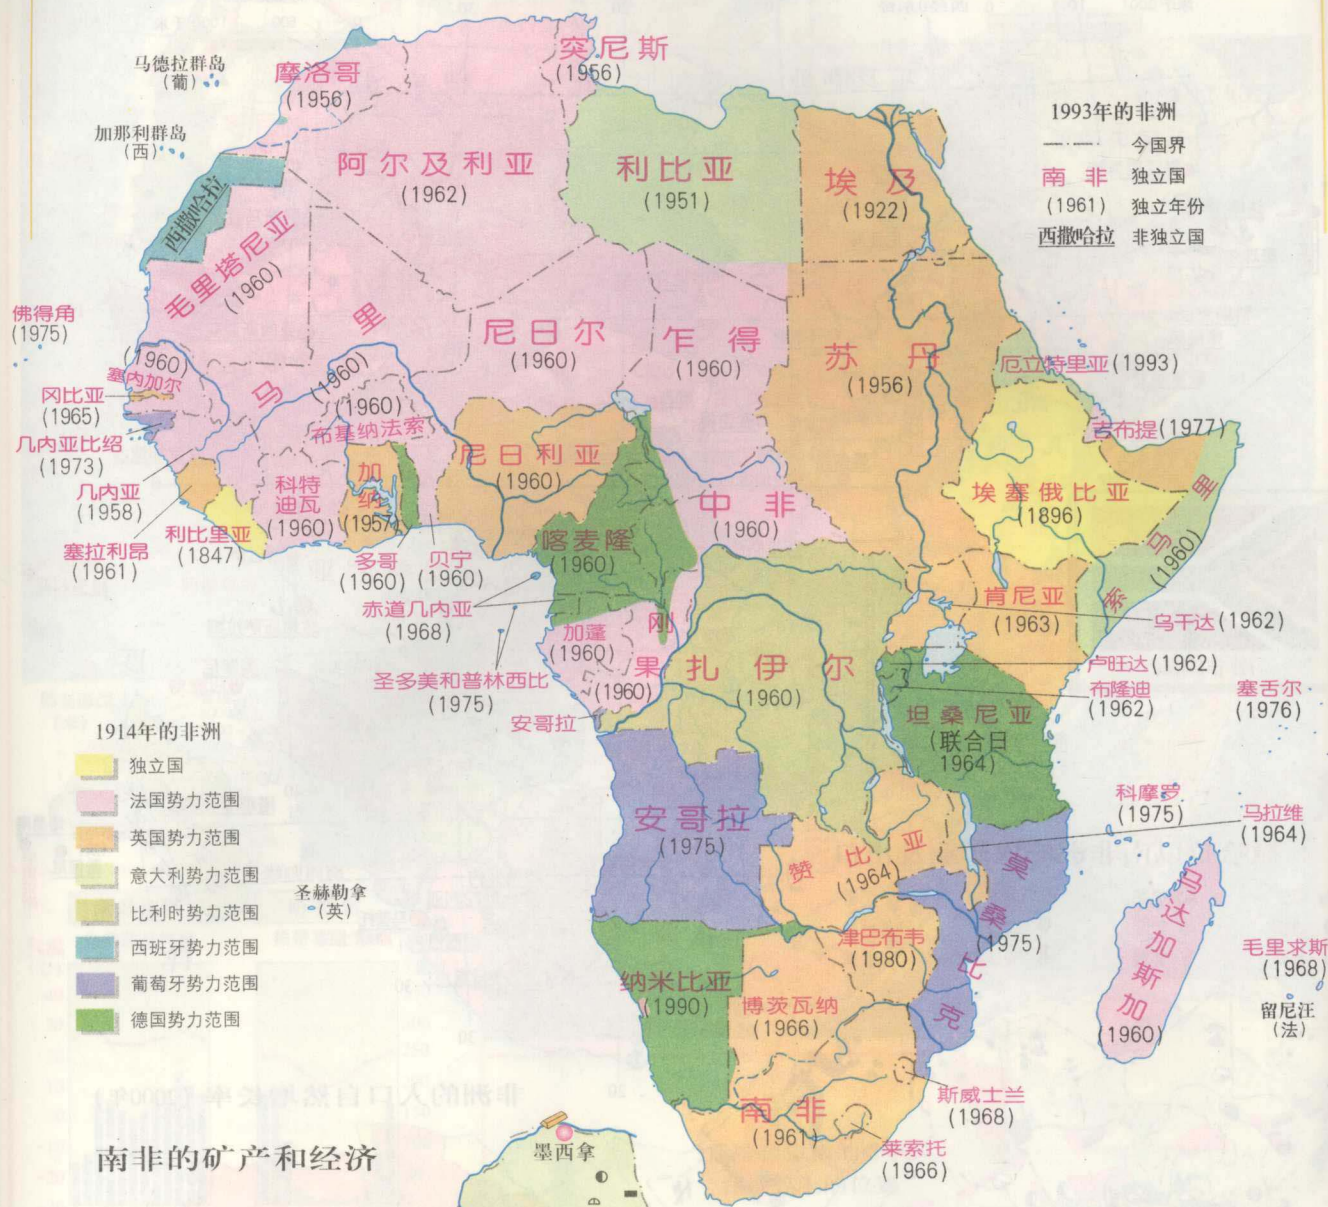 突尼斯
(1956)
马德拉群岛
(葡)
摩洛哥
(1956)
加那利群岛
(西)
阿尔及利亚
(1962)
利比亚
(1951)
埃及
(1922)
1993年的非洲
今国界
南非 独立国
(1961) 独立年份
西撒哈拉 非独立国
西撒哈拉
毛里塔尼亚
(1960)
佛得角
(1975)
马里
(1960)
尼日尔
(1960)
乍得
(1960)
苏丹
(1956)
厄立特里亚(1993)
(1960)
塞内加尔
冈比亚
(1965)
(1960)
布基纳法索
吉布提(1977)
几内亚比绍
(1973)
几内亚
(1958)
塞拉利昂
(1961)
利比里亚
(1847)
科特
迪瓦
(1960)
加纳
(1957)
多哥
(1960)
贝宁
(1960)
尼日利亚
(1960)
喀麦隆
(1960)
中非
(1960)
埃塞俄比亚
(1896)
索马里
(1960)
赤道几内亚
(1968)
加蓬
(1960)
刚果
(1960)
扎伊尔
(1960)
肯尼亚
(1963)
乌干达(1962)
卢旺达(1962)
布隆迪
(1962)
塞舌尔
(1976)
圣多美和普林西比
(1975)
安哥拉
坦桑尼亚
(联合日
1964)
1914年的非洲
独立国
法国势力范围
英国势力范围
意大利势力范围
比利时势力范围
西班牙势力范围
葡萄牙势力范围
德国势力范围
圣赫勒拿
(英)
安哥拉
(1975)
赞比亚
(1964)
科摩罗
(1975)
马拉维
(1964)
莫桑比克
(1975)
马达加斯加
(1960)
毛里求斯
(1968)
留尼汪
(法)
津巴布韦
(1980)
纳米比亚
(1990)
博茨瓦纳
(1966)
南非
(1961)
斯威士兰
(1968)
莱索托
(1966)
南非的矿产和经济
墨西拿